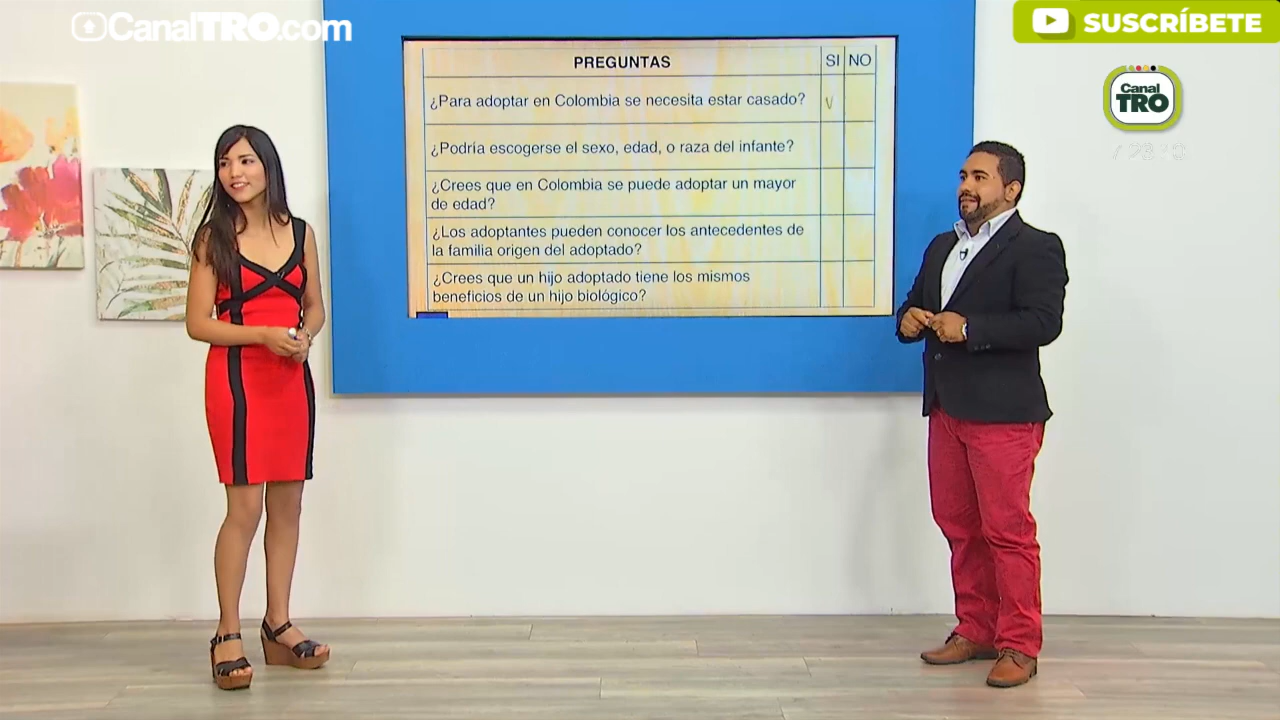 CanalTRO.com
SUSCRÍBETE
Canal
TRO
PREGUNTAS SI NO
¿Para adoptar en Colombia se necesita estar casado? V
¿Podría escogerse el sexo, edad, o raza del infante?
¿Crees que en Colombia se puede adoptar un mayor
de edad?
¿Los adoptantes pueden conocer los antecedentes de
la familia origen del adoptado?
¿Crees que un hijo adoptado tiene los mismos
beneficios de un hijo biológico?